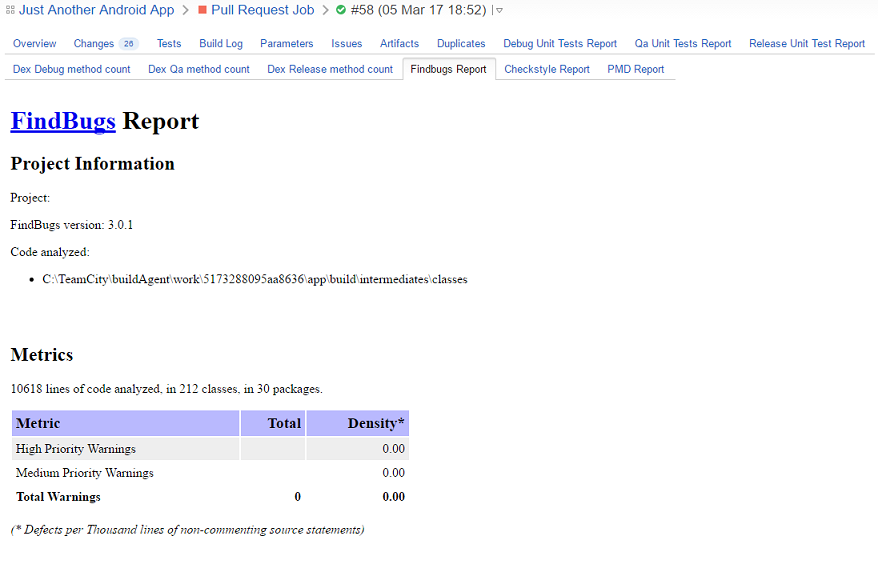 Just Another Android App > Pull Request Job > #58 (05 Mar 17 18:52)
Overview Changes 26 Tests Build Log Parameters Issues Artifacts Duplicates Debug Unit Tests Report Qa Unit Tests Report Release Unit Test Report
Dex Debug method count Dex Qa method count Dex Release method count Findbugs Report Checkstyle Report PMD Report
FindBugs Report
Project Information
Project:
FindBugs version: 3.0.1
Code analyzed:
• C:\TeamCity\buildAgent\work\5173288095aa8636\app\build\intermediates\classes
Metrics
10618 lines of code analyzed, in 212 classes, in 30 packages.
Metric Total Density*
High Priority Warnings 0.00
Medium Priority Warnings 0.00
Total Warnings 0 0.00
(* Defects per Thousand lines of non-commenting source statements)